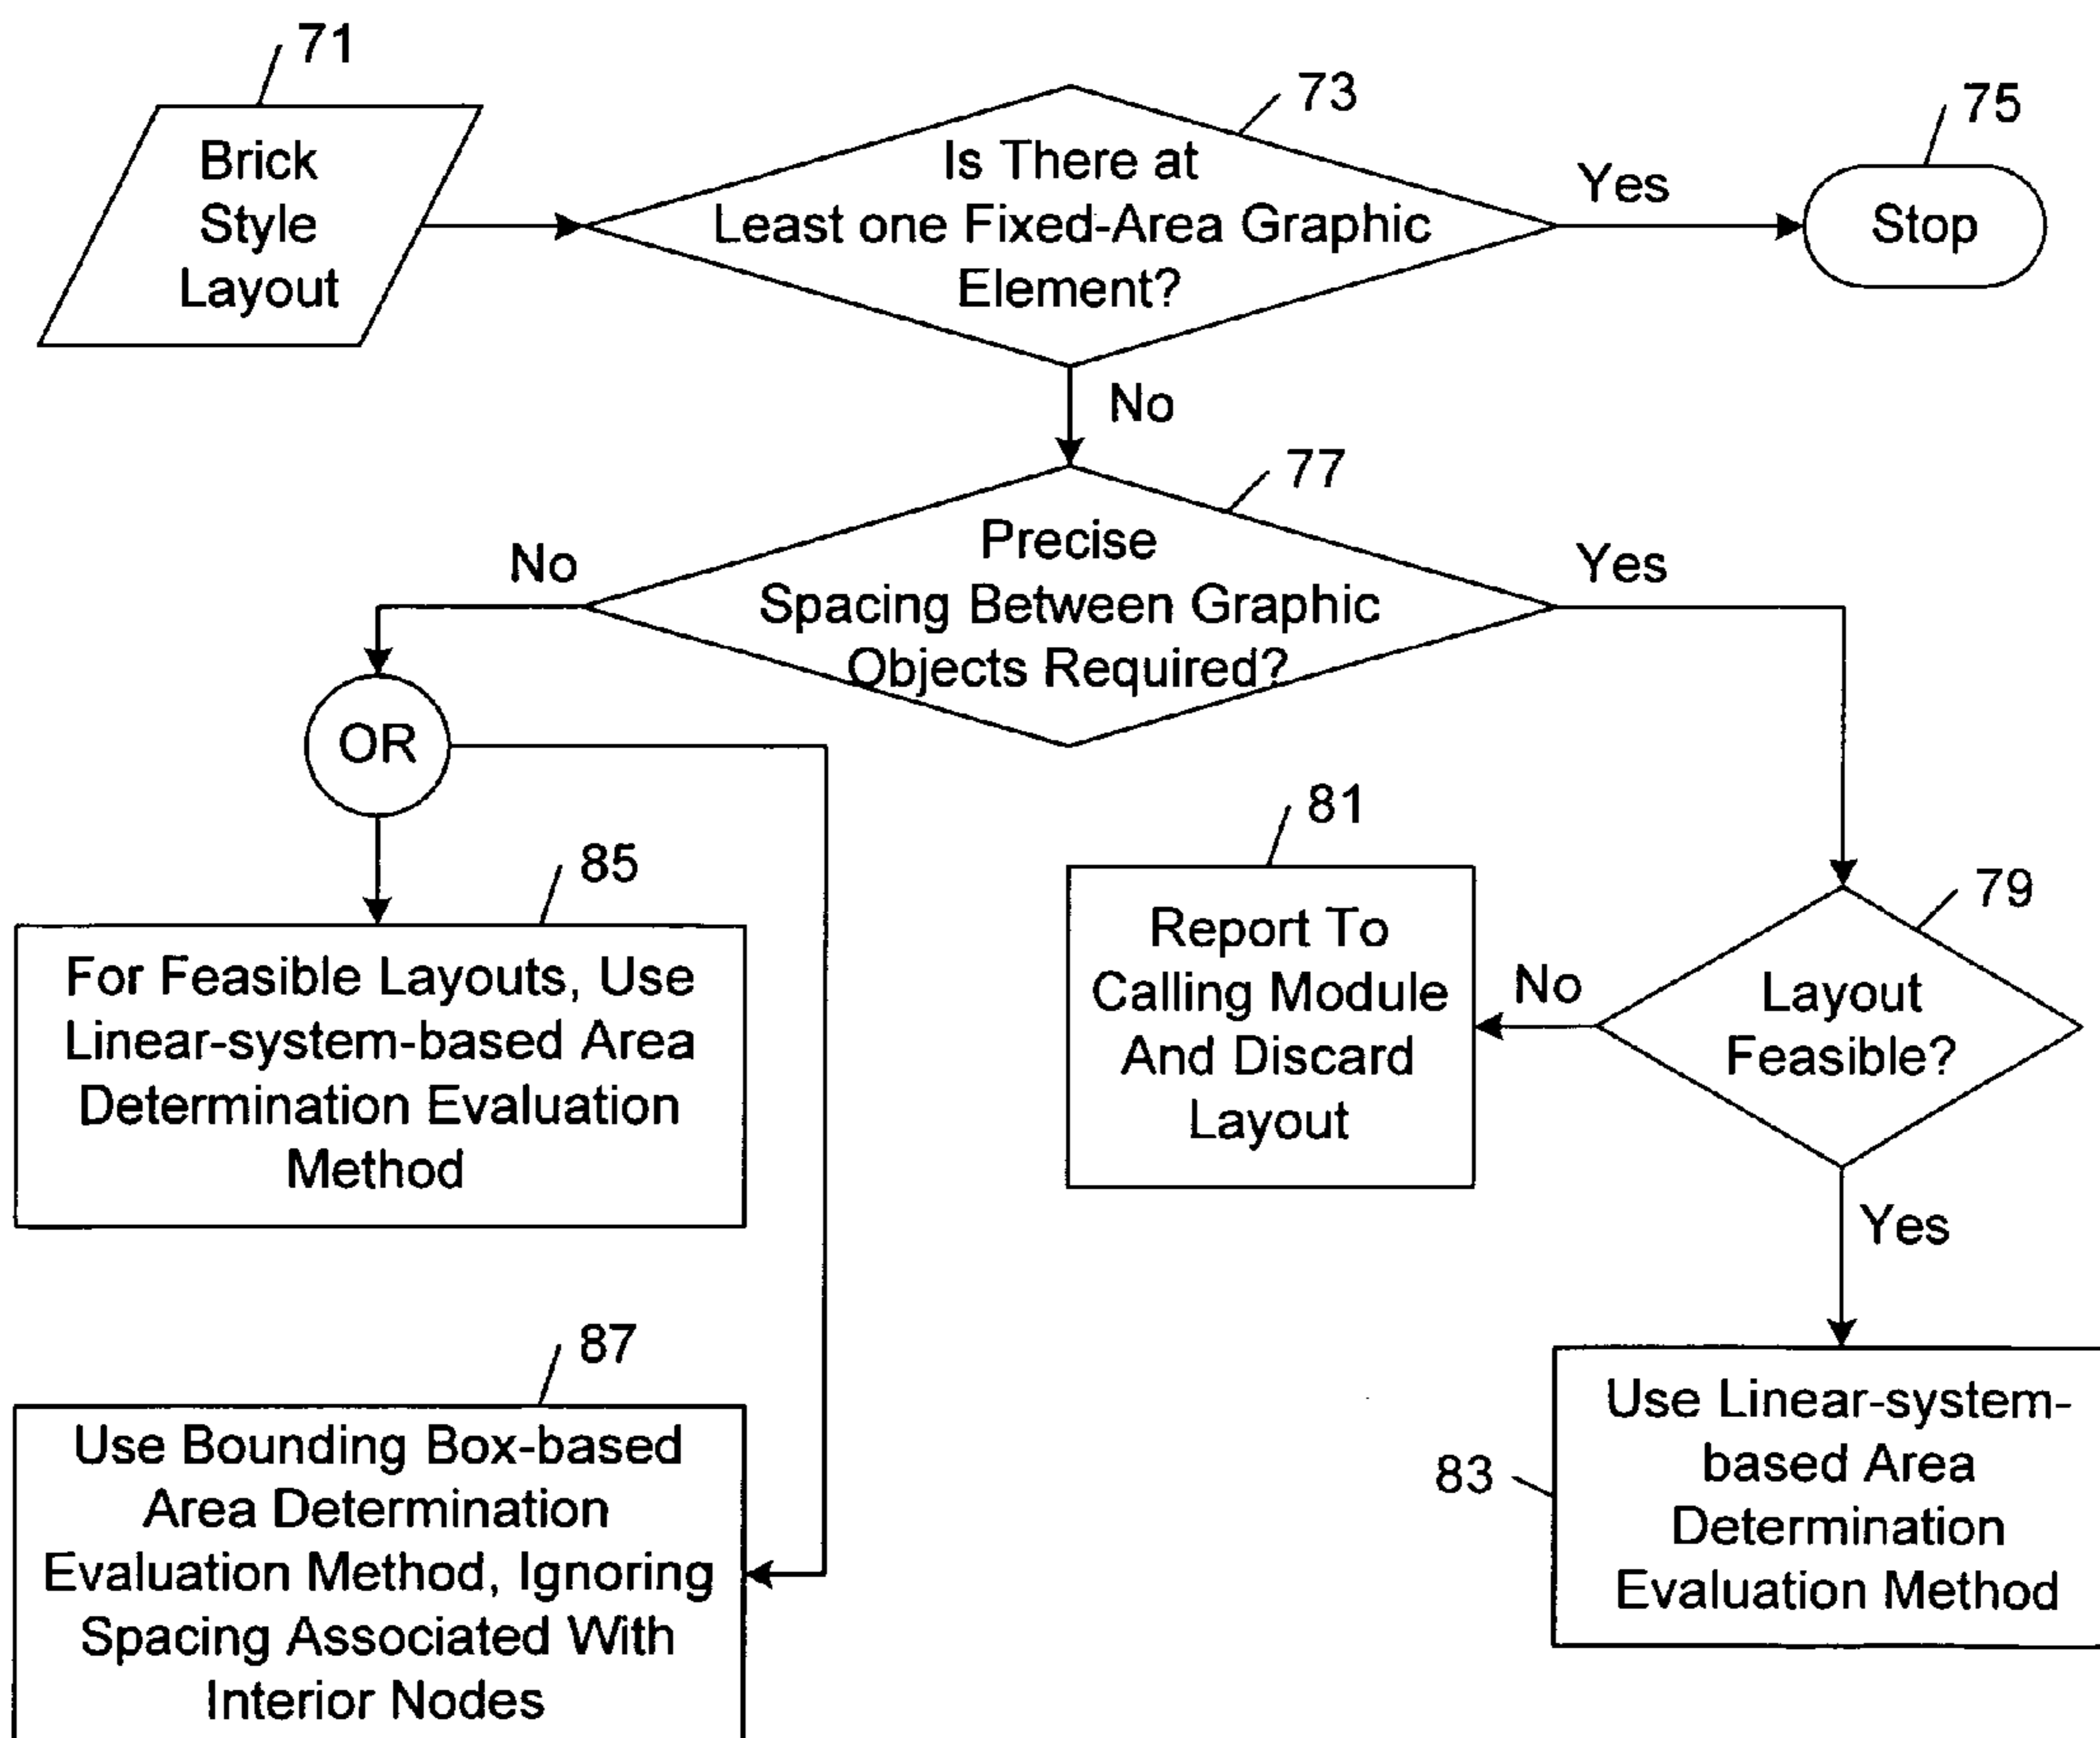 71
Brick
Style
Layout
73
Is There at
Least one Fixed-Area Graphic
Element?
Yes
75
Stop
No
77
Precise
Spacing Between Graphic
Objects Required?
No
Yes
OR
85
For Feasible Layouts, Use
Linear-system-based Area
Determination Evaluation
Method
81
Report To
Calling Module
And Discard
Layout
No
79
Layout
Feasible?
Yes
87
Use Bounding Box-based
Area Determination
Evaluation Method, Ignoring
Spacing Associated With
Interior Nodes
83
Use Linear-system-
based Area
Determination
Evaluation Method